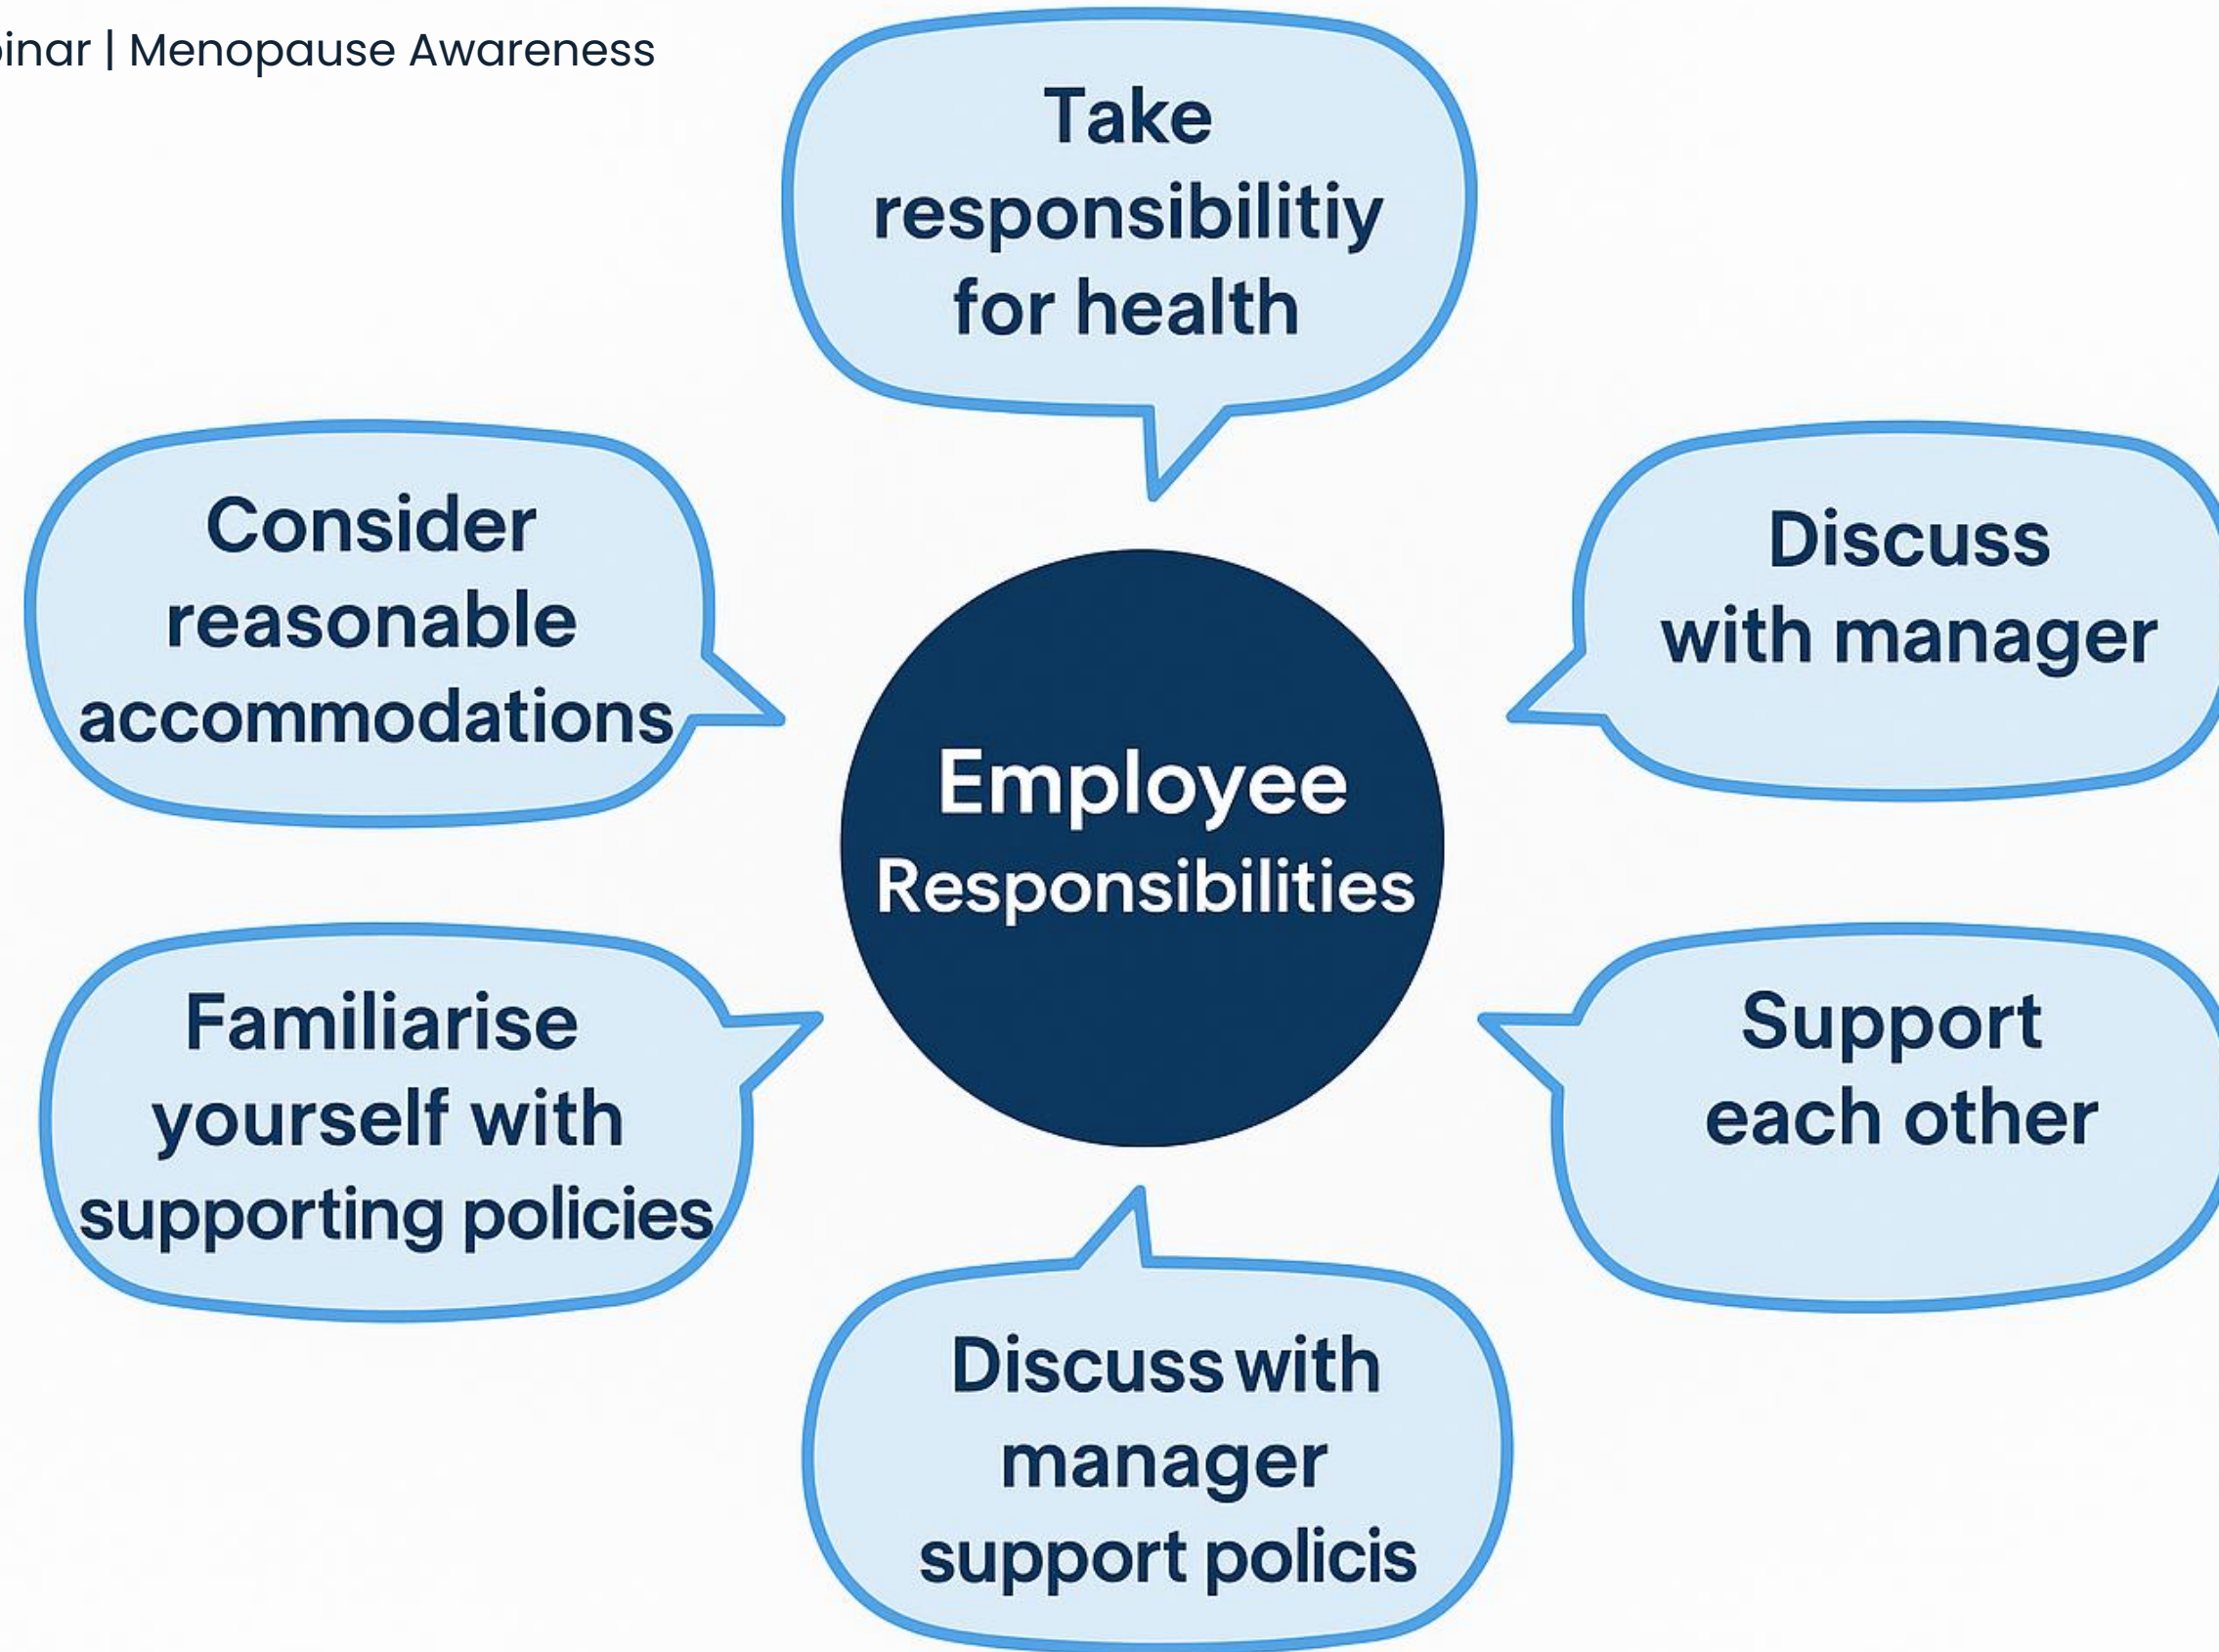 inar | Menopause Awareness
Take
responsibilitiy
for health
Consider
reasonable
accommodations
Discuss
with manager
Employee
Responsibilities
Familiarise
yourself with
supporting policies
Support
each other
Discuss with
manager
support policis